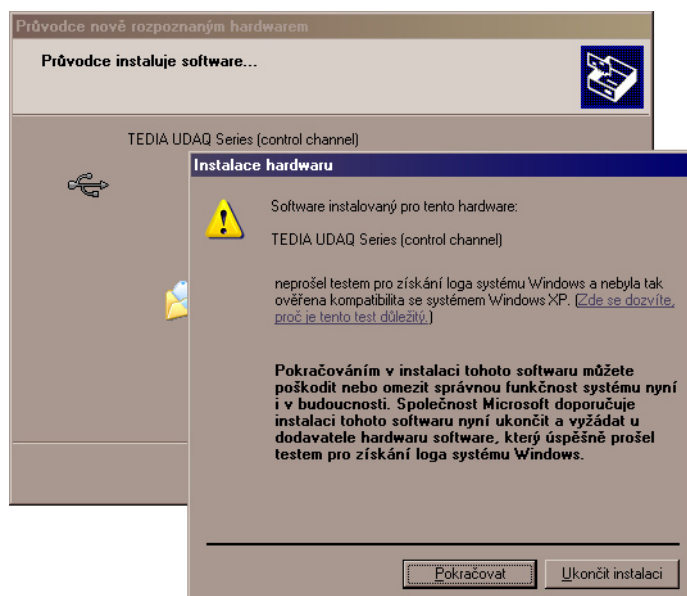 Průvodce nově rozpoznaným hardwarem
Průvodce instaluje software...
TEDIA UDAQ Series (control channel)
Instalace hardwaru
Software instalovaný pro tento hardware:
TEDIA UDAQ Series (control channel)
neprošel testem pro získání loga systému Windows a nebyla tak
ověřena kompatibilita se systémem Windows XP. (Zde se dozvíte,
proč je tento test důležitý.)
Pokračováním v instalaci tohoto softwaru můžete
poškodit nebo omezit správnou funkčnost systému nyní
i v budoucnosti. Společnost Microsoft doporučuje
instalaci tohoto softwaru nyní ukončit a vyžádat u
dodavatele hardwaru software, který úspěšně prošel
testem pro získání loga systému Windows.
Pokračovat
Ukončit instalaci